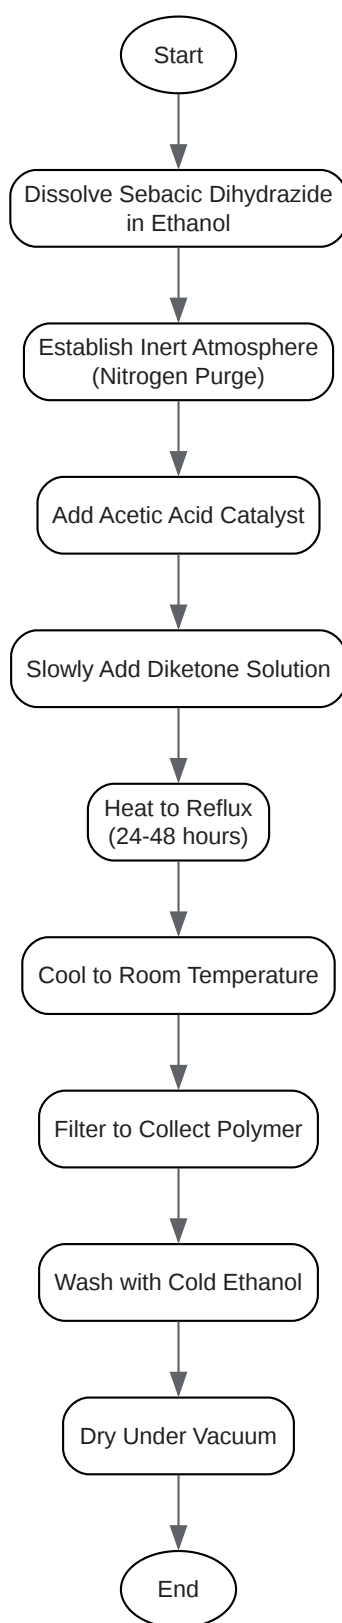 Start
Dissolve Sebacic Dihydrazide
in Ethanol
Establish Inert Atmosphere
(Nitrogen Purge)
Add Acetic Acid Catalyst
Slowly Add Diketone Solution
Heat to Reflux
(24-48 hours)
Cool to Room Temperature
Filter to Collect Polymer
Wash with Cold Ethanol
Dry Under Vacuum
End